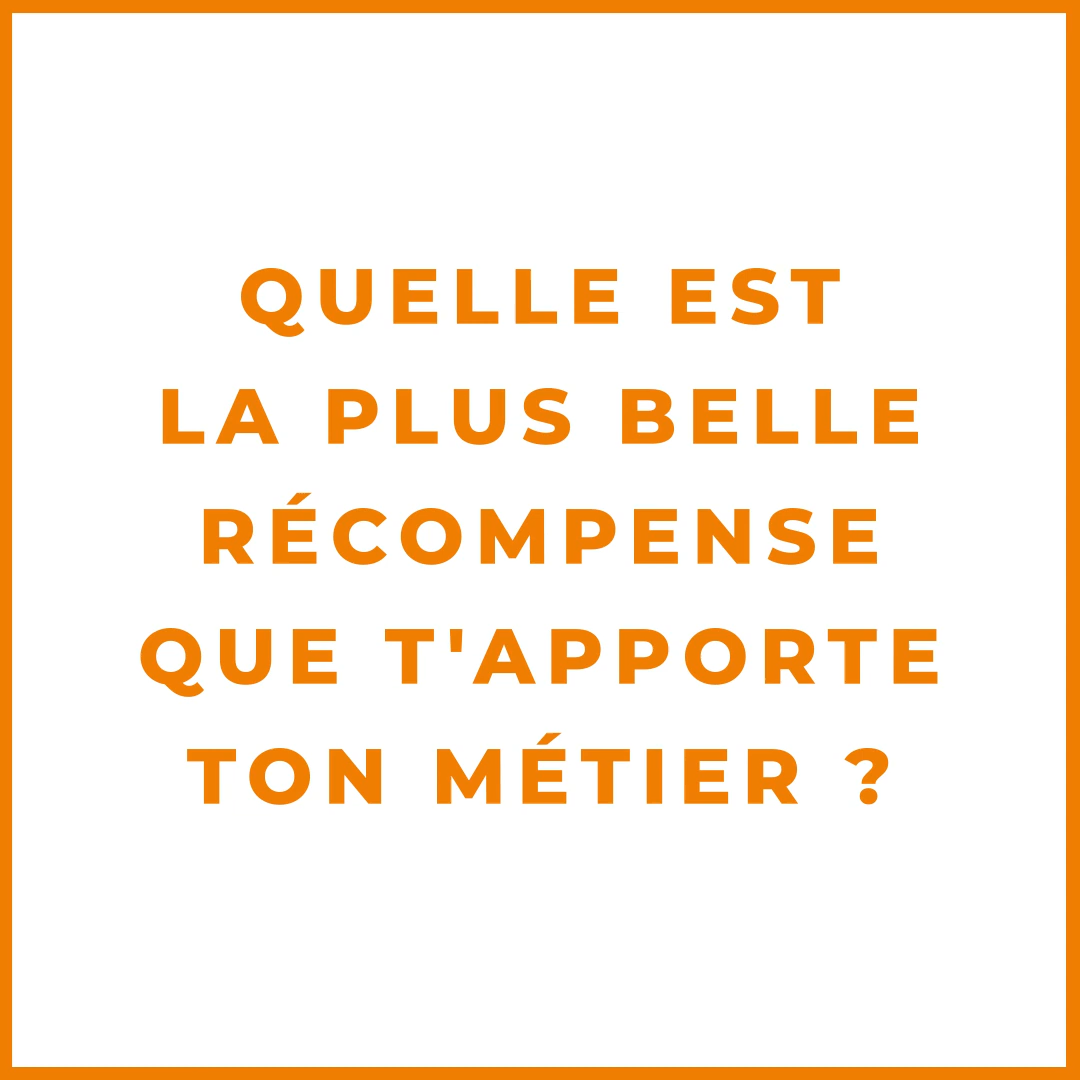 QUELLE EST
LA PLUS BELLE
RÉCOMPENSE
QUE T'APPORTE
TON MÉTIER ?